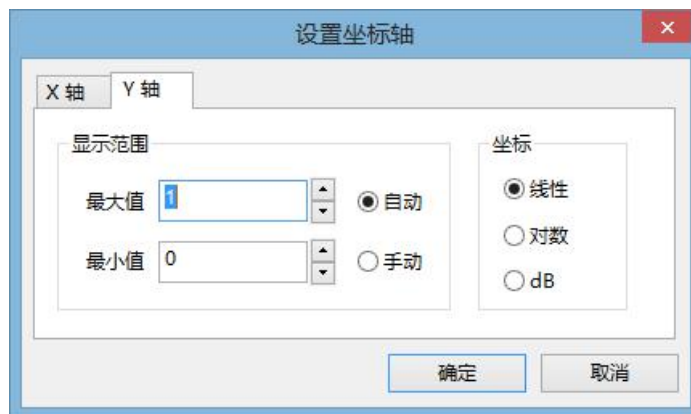 设置坐标轴
X 轴 Y 轴
显示范围 坐标
最大值 1 自动 线性
对数
最小值 0 手动
dB
确定 取消